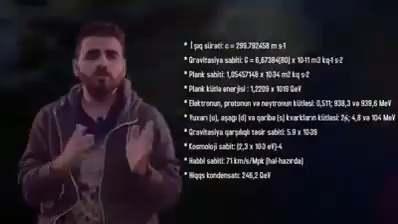 * İşıq sürəti: c = 299,792458 m s-1
* Qravitasiya sabiti: G = 6,67384(80) x 10-11 m3 kq-1 s-2
* Plank sabiti: 1,05457148 x 10-34 m2 kq s-2
* Plank kütlə enerjisi : 1,2209 x 1019 GeV
* Elektronun, protonun və neytronun kütləsi: 0,511; 938,3 və 939,6 MeV
* Yuxarı (u), aşağı (d) və qəribə (s) kvarkların kütləsi: 2,4; 4,8 və 104 MeV
* Qravitasiya qarşılıqlı təsir sabiti: 5.9 x 10-39
* Kosmoloji sabiti: (2,3 x 10-3 eV)-4
* Habbl sabiti: 71 km/s/Mpk (hal-hazırda)
* Hiqqs kondensatı: 246,2 GeV